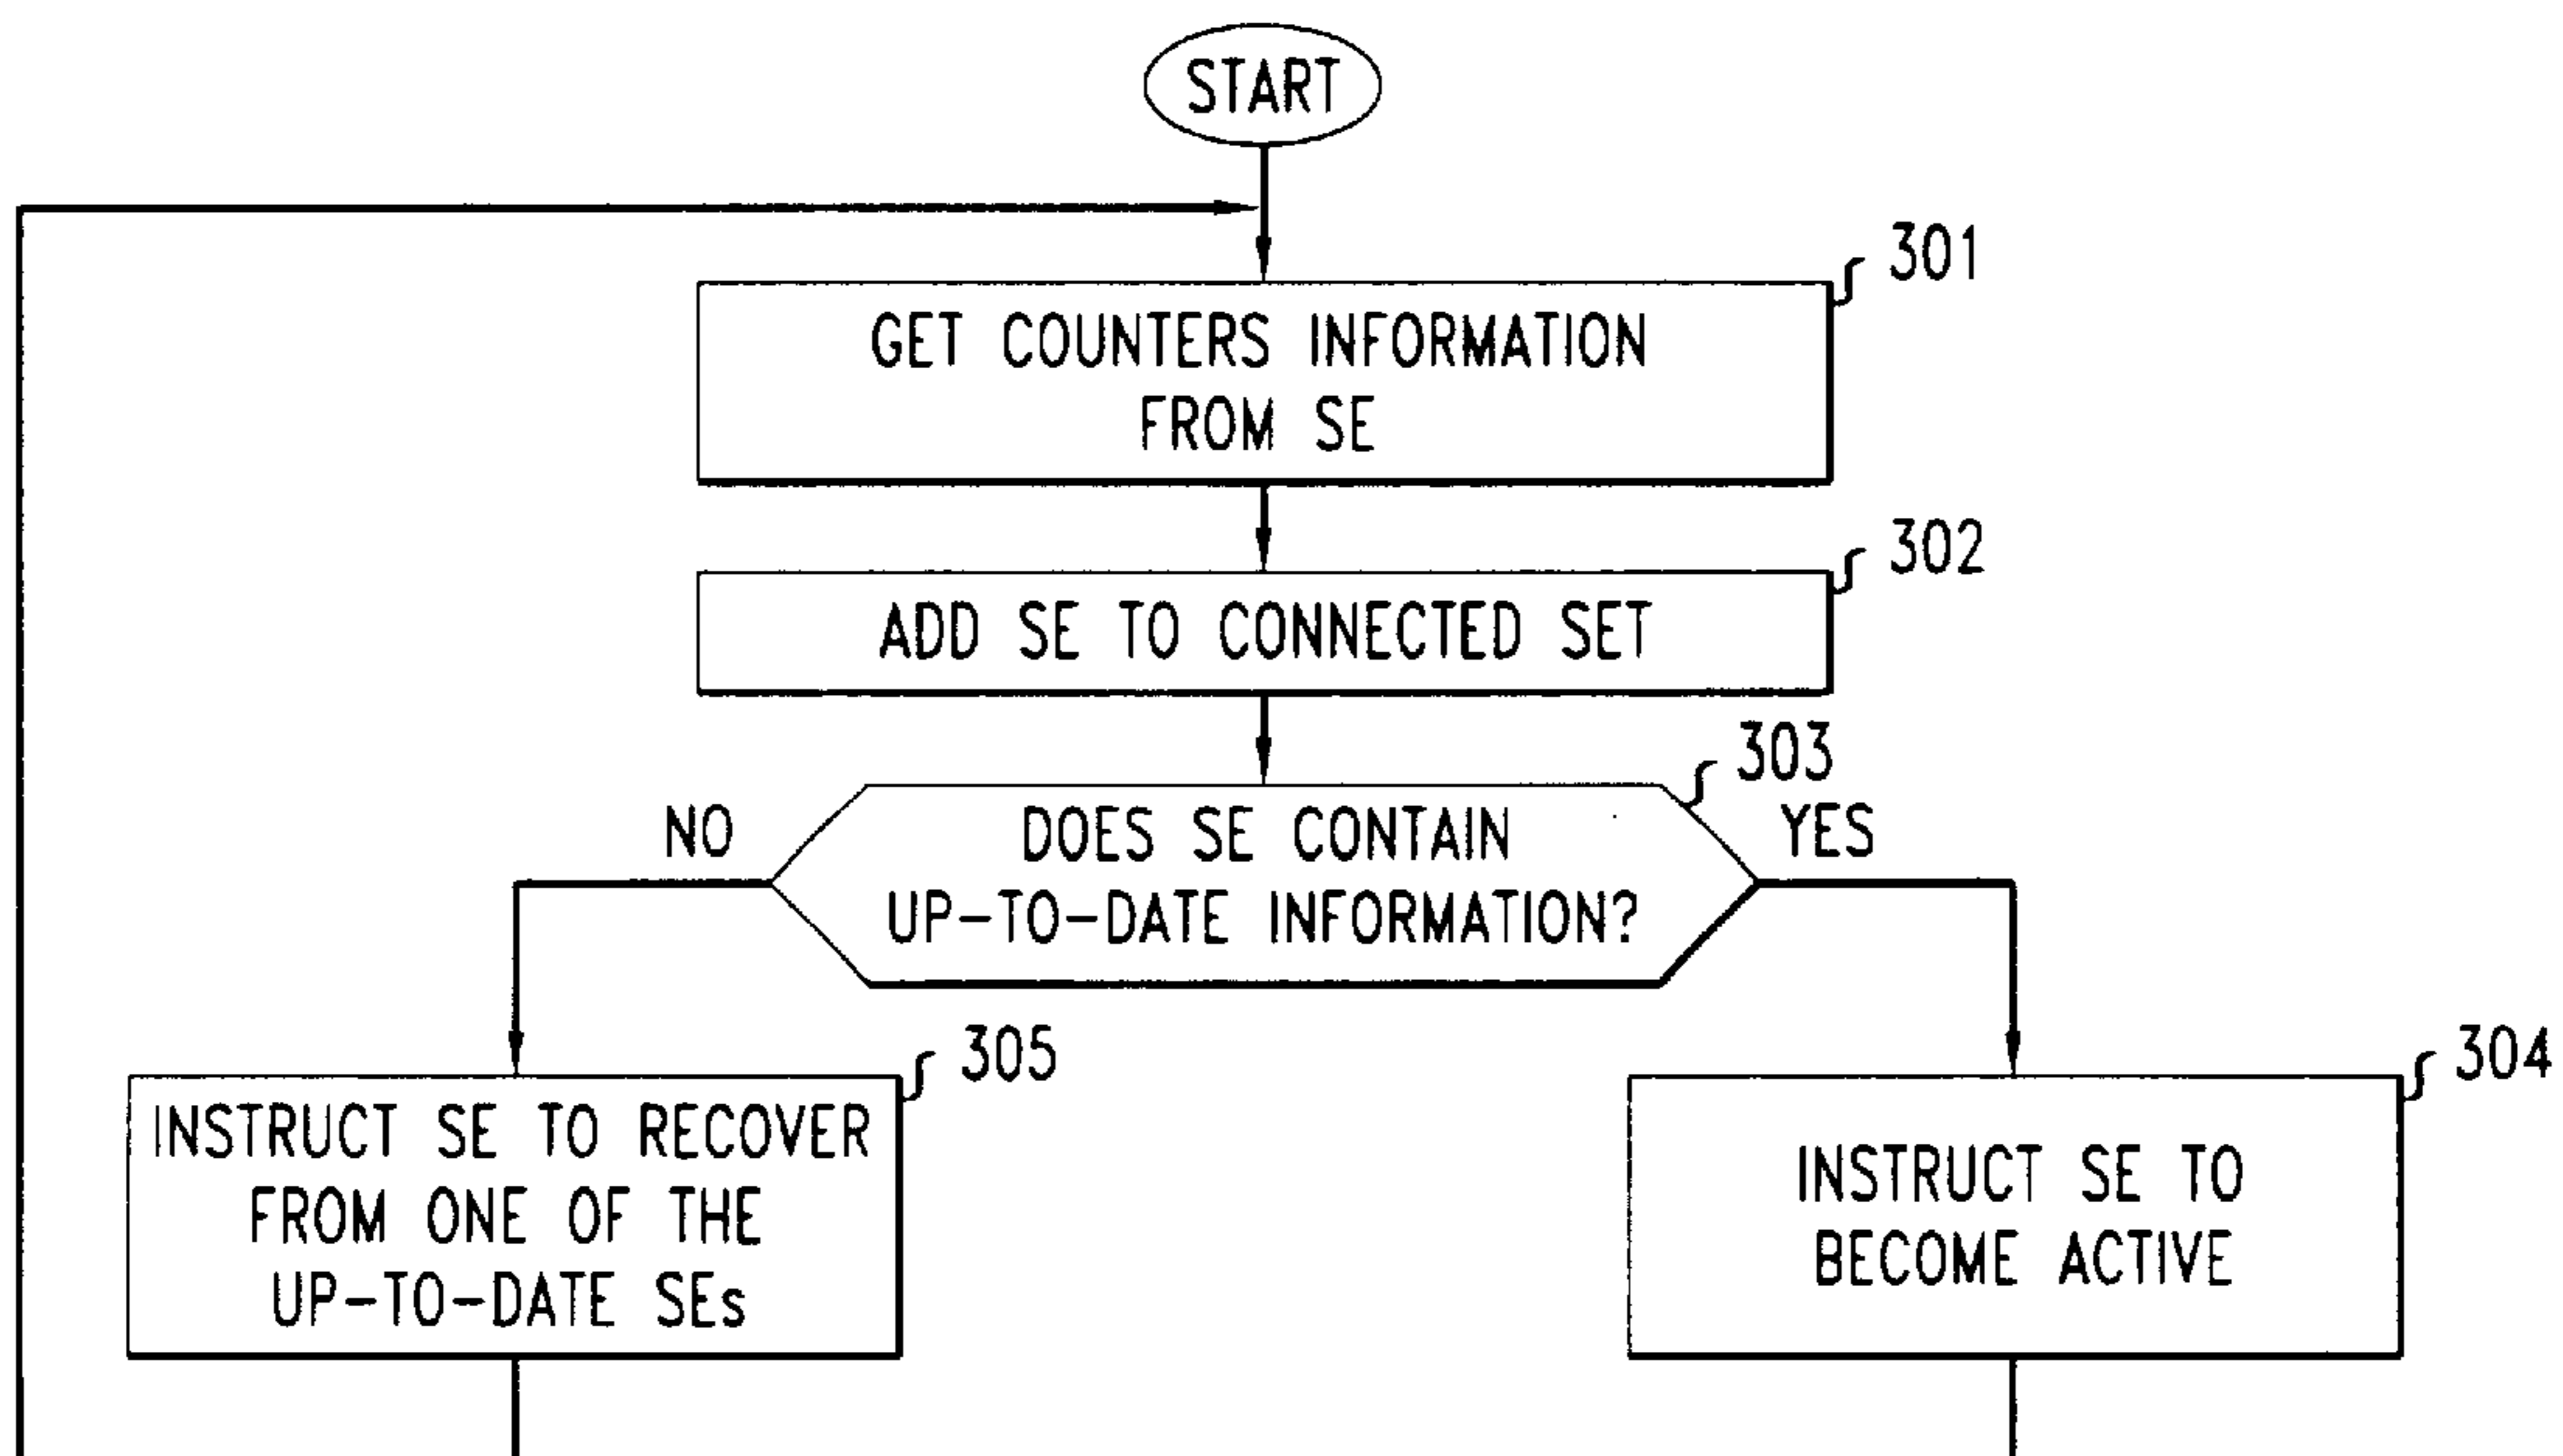 START
301
GET COUNTERS INFORMATION
FROM SE
302
ADD SE TO CONNECTED SET
303
NO
DOES SE CONTAIN
UP-TO-DATE INFORMATION?
YES
305
INSTRUCT SE TO RECOVER
FROM ONE OF THE
UP-TO-DATE SEs
304
INSTRUCT SE TO
BECOME ACTIVE